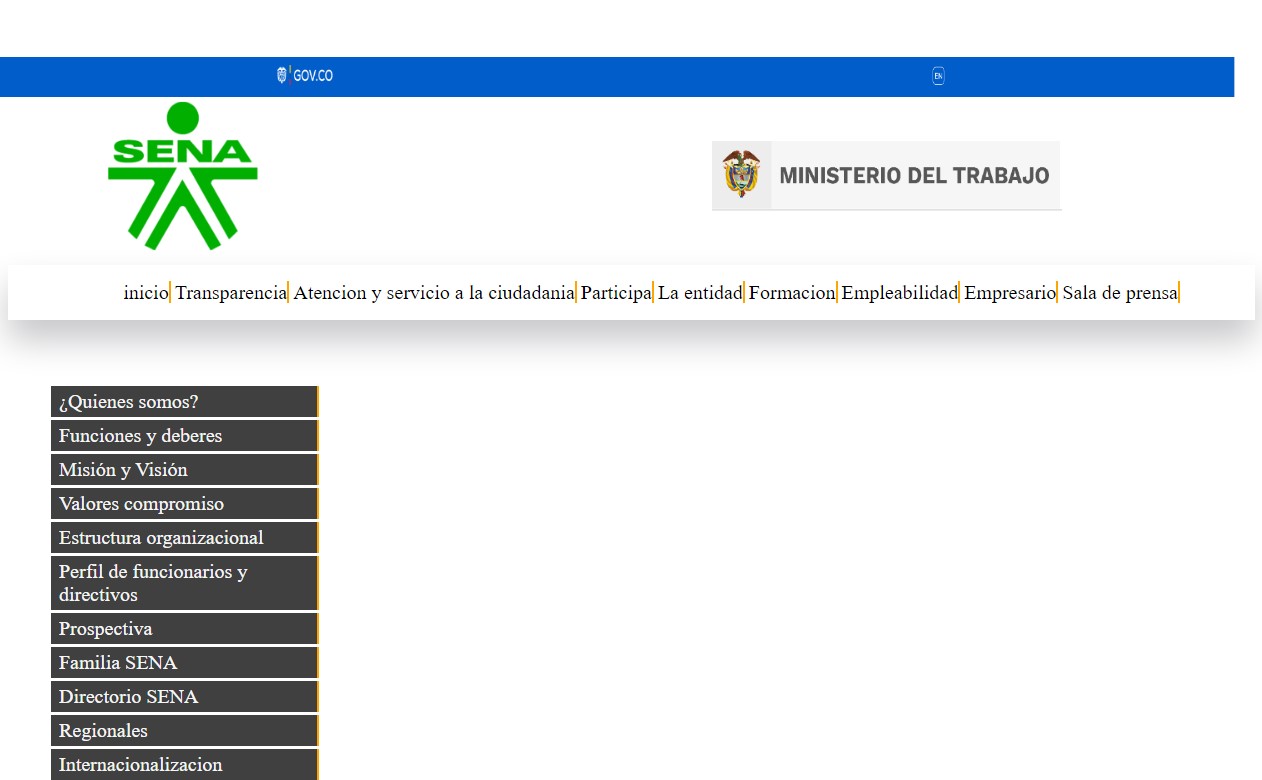 GOV.CO
EN
SENA
MINISTERIO DEL TRABAJO
inicio Transparencia Atencion y servicio a la ciudadania Participa La entidad Formacion Empleabilidad Empresario Sala de prensa
¿Quienes somos?
Funciones y deberes
Misión y Visión
Valores compromiso
Estructura organizacional
Perfil de funcionarios y
directivos
Prospectiva
Familia SENA
Directorio SENA
Regionales
Internacionalizacion